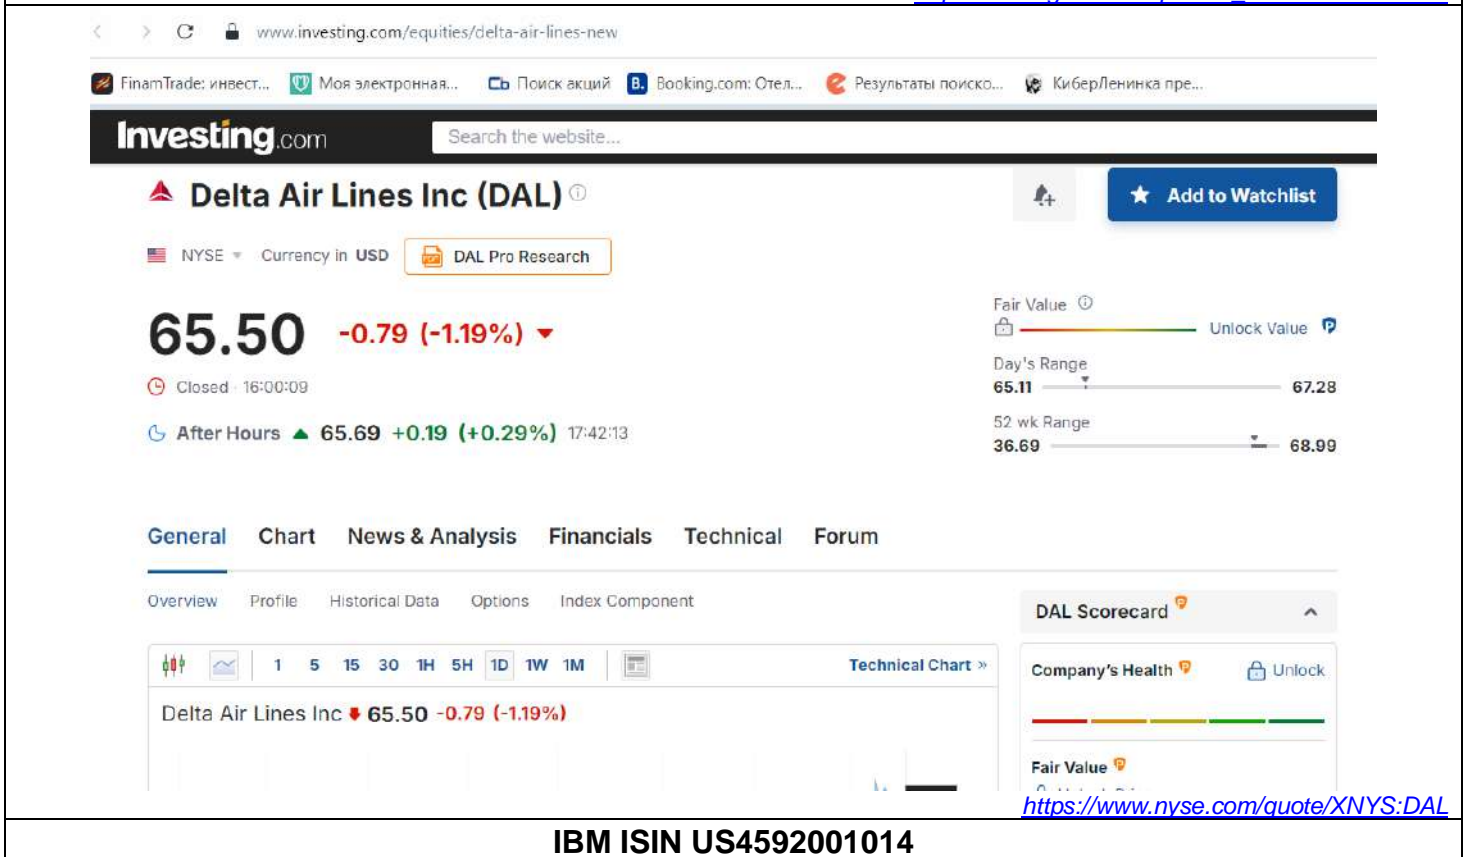 www.investing.com/equities/delta-air-lines-new
FinamTrade: инвест... Моя электронная... Сь Поиск акций B. Booking.com: Отел... Результаты поиско... КиберЛенинка пре...
Investing.com Search the website...
Delta Air Lines Inc (DAL)
Add to Watchlist
NYSE Currency in USD DAL Pro Research
65.50 -0.79 (-1.19%)
Fair Value
Unlock Value
Day's Range
65.11 67.28
Closed · 16:00:09
After Hours 65.69 +0.19 (+0.29%) 17:42:13
52 wk Range
36.69 68.99
General Chart News & Analysis Financials Technical Forum
Overview Profile Historical Data Options Index Component
DAL Scorecard
1 5 15 30 1H 5H 1D 1W 1M Technical Chart »
Company's Health Unlock
Delta Air Lines Inc 65.50 -0.79 (-1.19%)
Fair Value
https://www.nyse.com/quote/XNYS:DAL
IBM ISIN US4592001014